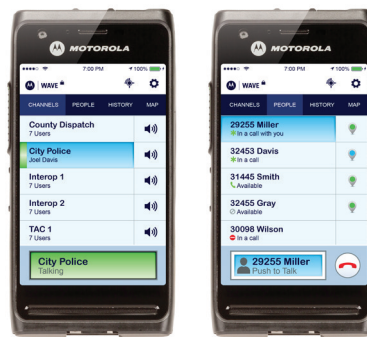 MOTOROLA
7:00 PM
100%
WAVE
CHANNELS PEOPLE HISTORY MAP
County Dispatch
7 Users
City Police
Joel Davis
Interop 1
7 Users
Interop 2
7 Users
TAC 1
7 Users
City Police
Talking
MOTOROLA
7:00 PM
100%
WAVE
CHANNELS PEOPLE HISTORY MAP
29255 Miller
In a call with you
32453 Davis
In a call
31445 Smith
Available
32455 Gray
Available
30098 Wilson
In a call
29255 Miller
Push to Talk